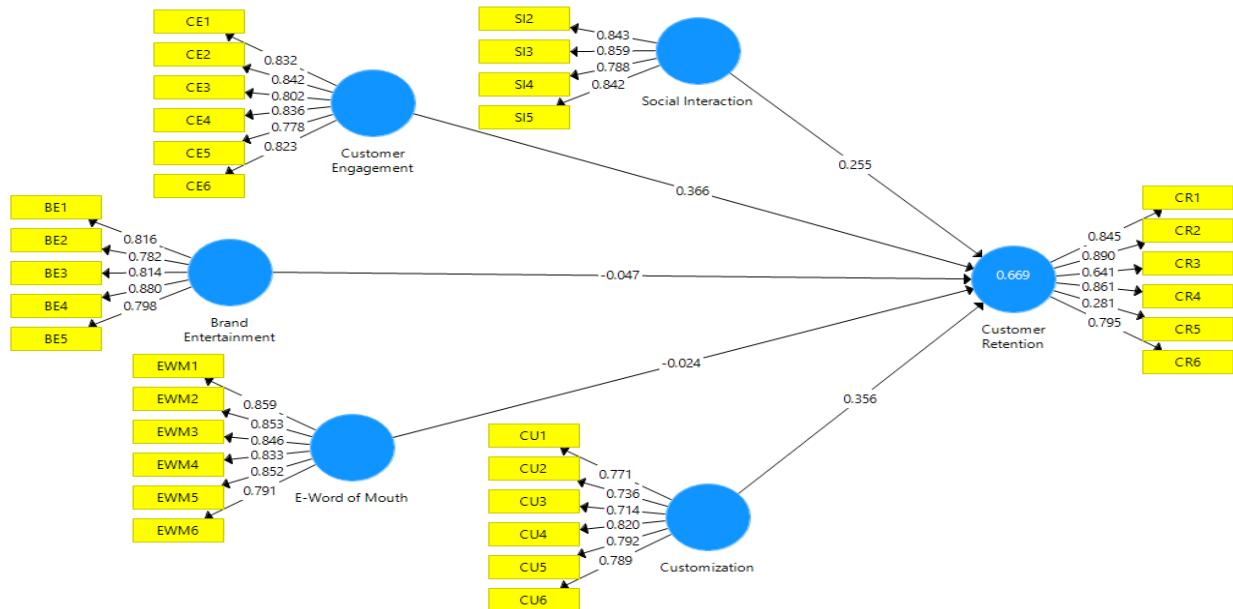 CE1
CE2
CE3
CE4
CE5
CE6
0.832
0.842
0.802
0.836
0.778
0.823
Customer
Engagement
SI2
SI3
SI4
SI5
0.843
0.859
0.788
0.842
Social Interaction
0.255
0.366
BE1
BE2
BE3
BE4
BE5
0.816
0.782
0.814
0.880
0.798
Brand
Entertainment
-0.047
0.669
Customer
Retention
0.845
0.890
0.641
0.861
0.281
0.795
CR1
CR2
CR3
CR4
CR5
CR6
EWM1
EWM2
EWM3
EWM4
EWM5
EWM6
0.859
0.853
0.846
0.833
0.852
0.791
E-Word of Mouth
-0.024
0.356
CU1
CU2
CU3
CU4
CU5
CU6
0.771
0.736
0.714
0.820
0.792
0.789
Customization